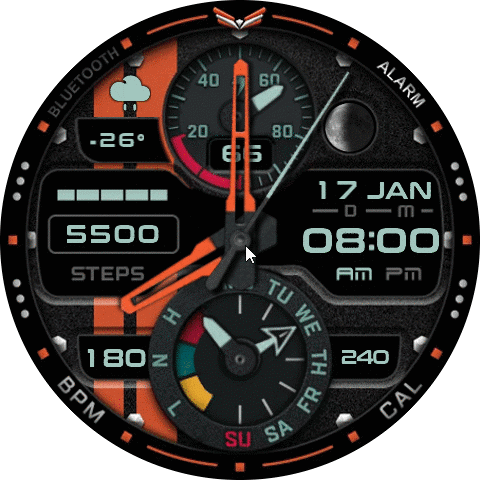 BLUETOOTH
ALARM
40 60
20 80
66
-26°
17 JAN
D M
5500
08:00
STEPS
AM PM
TU
WE
TH
FR
SA
SU
H
N
L
180
240
BPM
CAL